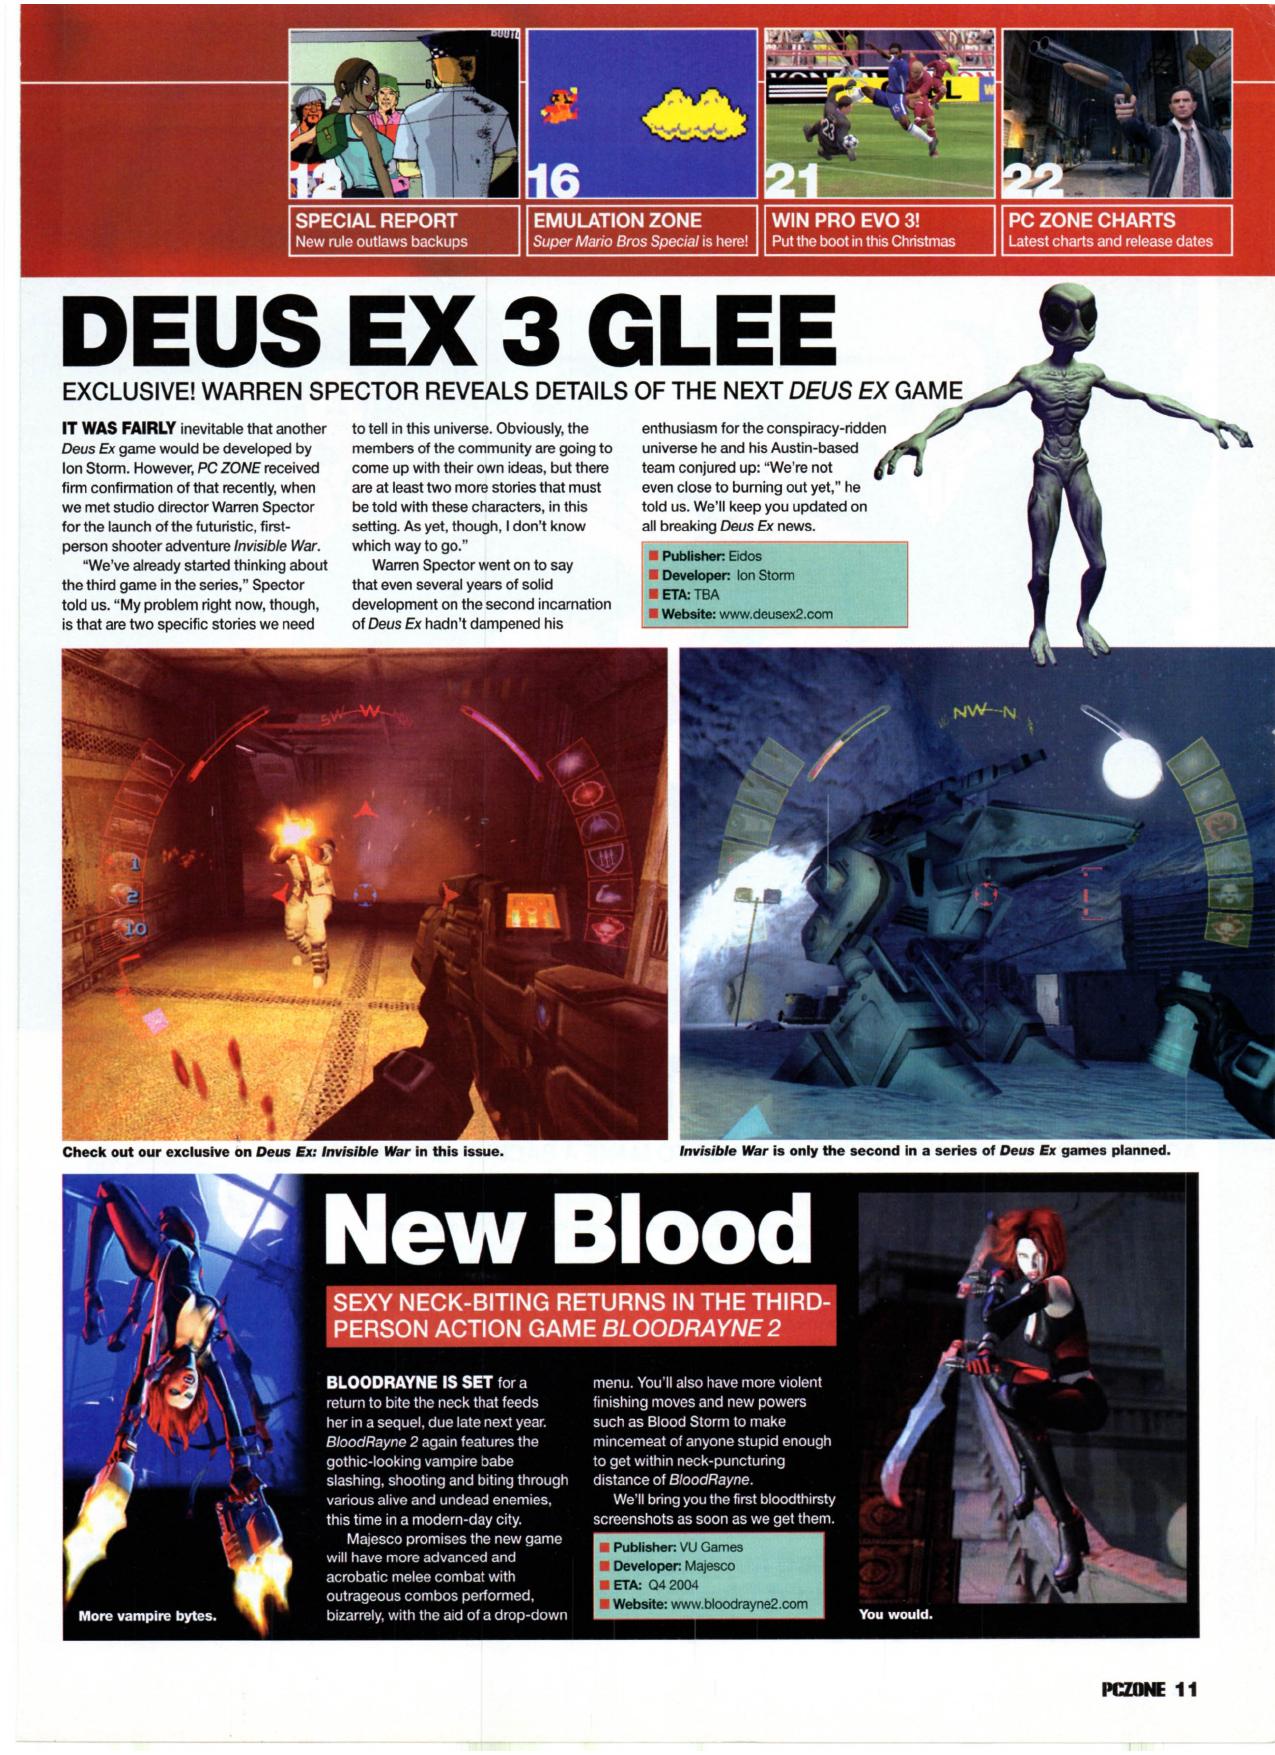 BOOTL
12
SPECIAL REPORT
New rule outlaws backups
16
EMULATION ZONE
Super Mario Bros Special is here!
KONAMI
23
15
21
WIN PRO EVO 3!
Put the boot in this Christmas
22
PC ZONE CHARTS
Latest charts and release dates
DEUS EX 3 GLEE
EXCLUSIVE! WARREN SPECTOR REVEALS DETAILS OF THE NEXT DEUS EX GAME
IT WAS FAIRLY inevitable that another
Deus Ex game would be developed by
Ion Storm. However, PC ZONE received
firm confirmation of that recently, when
we met studio director Warren Spector
for the launch of the futuristic, first-
person shooter adventure Invisible War.
"We've already started thinking about
the third game in the series," Spector
told us. "My problem right now, though,
is that are two specific stories we need
to tell in this universe. Obviously, the
members of the community are going to
come up with their own ideas, but there
are at least two more stories that must
be told with these characters, in this
setting. As yet, though, I don't know
which way to go."
Warren Spector went on to say
that even several years of solid
development on the second incarnation
of Deus Ex hadn't dampened his
enthusiasm for the conspiracy-ridden
universe he and his Austin-based
team conjured up: "We're not
even close to burning out yet," he
told us. We'll keep you updated on
all breaking Deus Ex news.
Publisher: Eidos
Developer: Ion Storm
ETA: TBA
Website: www.deusex2.com
SW W NW
1
2
10
NW N
Check out our exclusive on Deus Ex: Invisible War in this issue.
Invisible War is only the second in a series of Deus Ex games planned.
New Blood
SEXY NECK-BITING RETURNS IN THE THIRD-
PERSON ACTION GAME BLOODRAYNE 2
BLOODRAYNE IS SET for a
return to bite the neck that feeds
her in a sequel, due late next year.
BloodRayne 2 again features the
gothic-looking vampire babe
slashing, shooting and biting through
various alive and undead enemies,
this time in a modern-day city.
Majesco promises the new game
will have more advanced and
acrobatic melee combat with
outrageous combos performed,
bizarrely, with the aid of a drop-down
menu. You'll also have more violent
finishing moves and new powers
such as Blood Storm to make
mincemeat of anyone stupid enough
to get within neck-puncturing
distance of BloodRayne.
We'll bring you the first bloodthirsty
screenshots as soon as we get them.
Publisher: VU Games
Developer: Majesco
ETA: Q4 2004
Website: www.bloodrayne2.com
More vampire bytes.
You would.
PCZONE 11